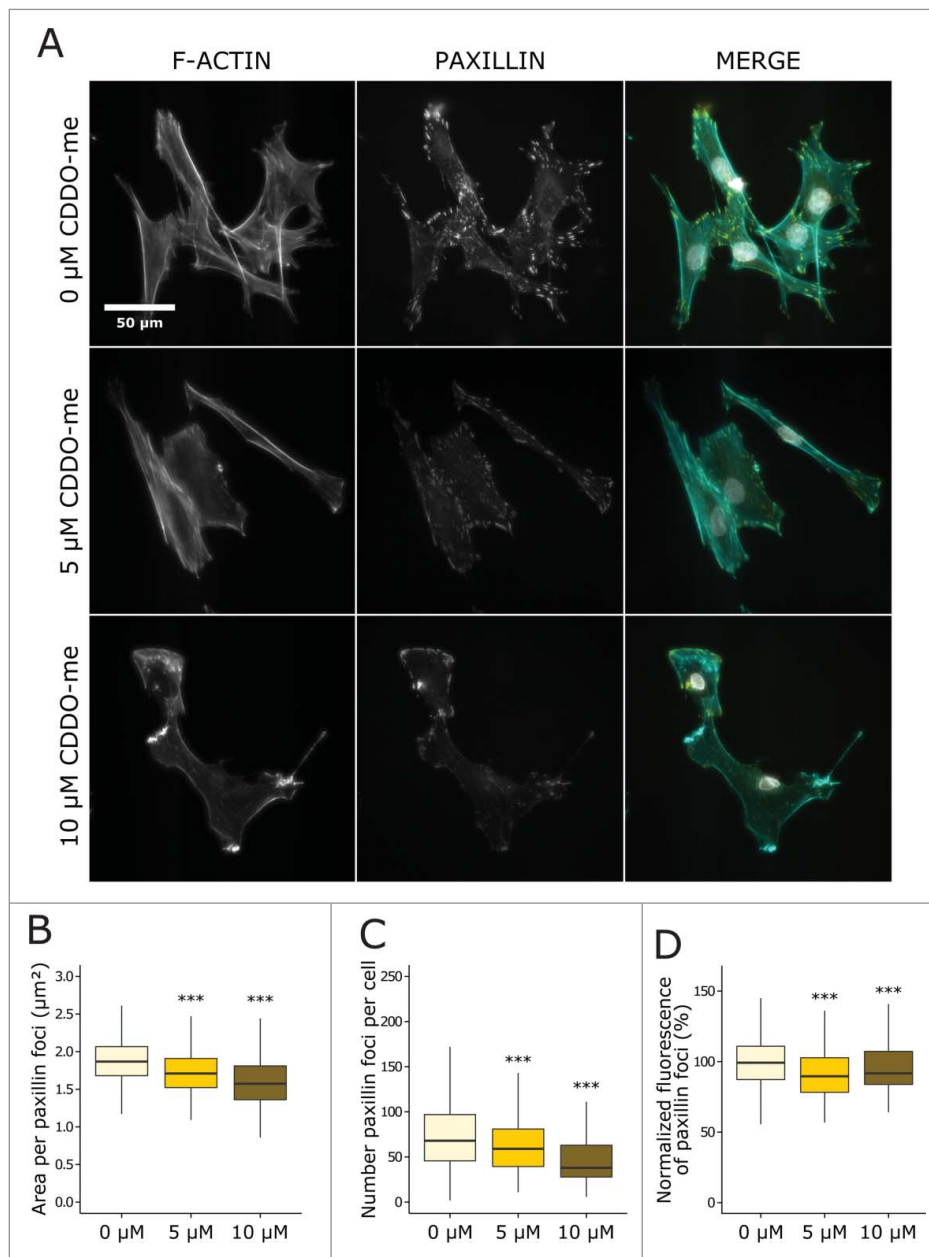 A
F-ACTIN PAXILLIN MERGE
0 µM CDDO-me
50 µm
5 µM CDDO-me
10 µM CDDO-me
B
Area per paxillin foci (µm²)
3.0
2.5
2.0
1.5
1.0
0.5
0.0
*** ***
0 µM 5 µM 10 µM
C
Number paxillin foci per cell
250
200
150
100
50
0
***
***
0 µM 5 µM 10 µM
D
Normalized fluorescence
of paxillin foci (%)
150
100
50
0
*** ***
0 µM 5 µM 10 µM